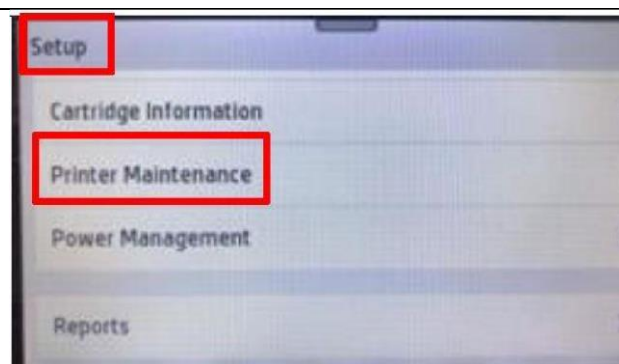 Setup
Cartridge Information
Printer Maintenance
Power Management
Reports